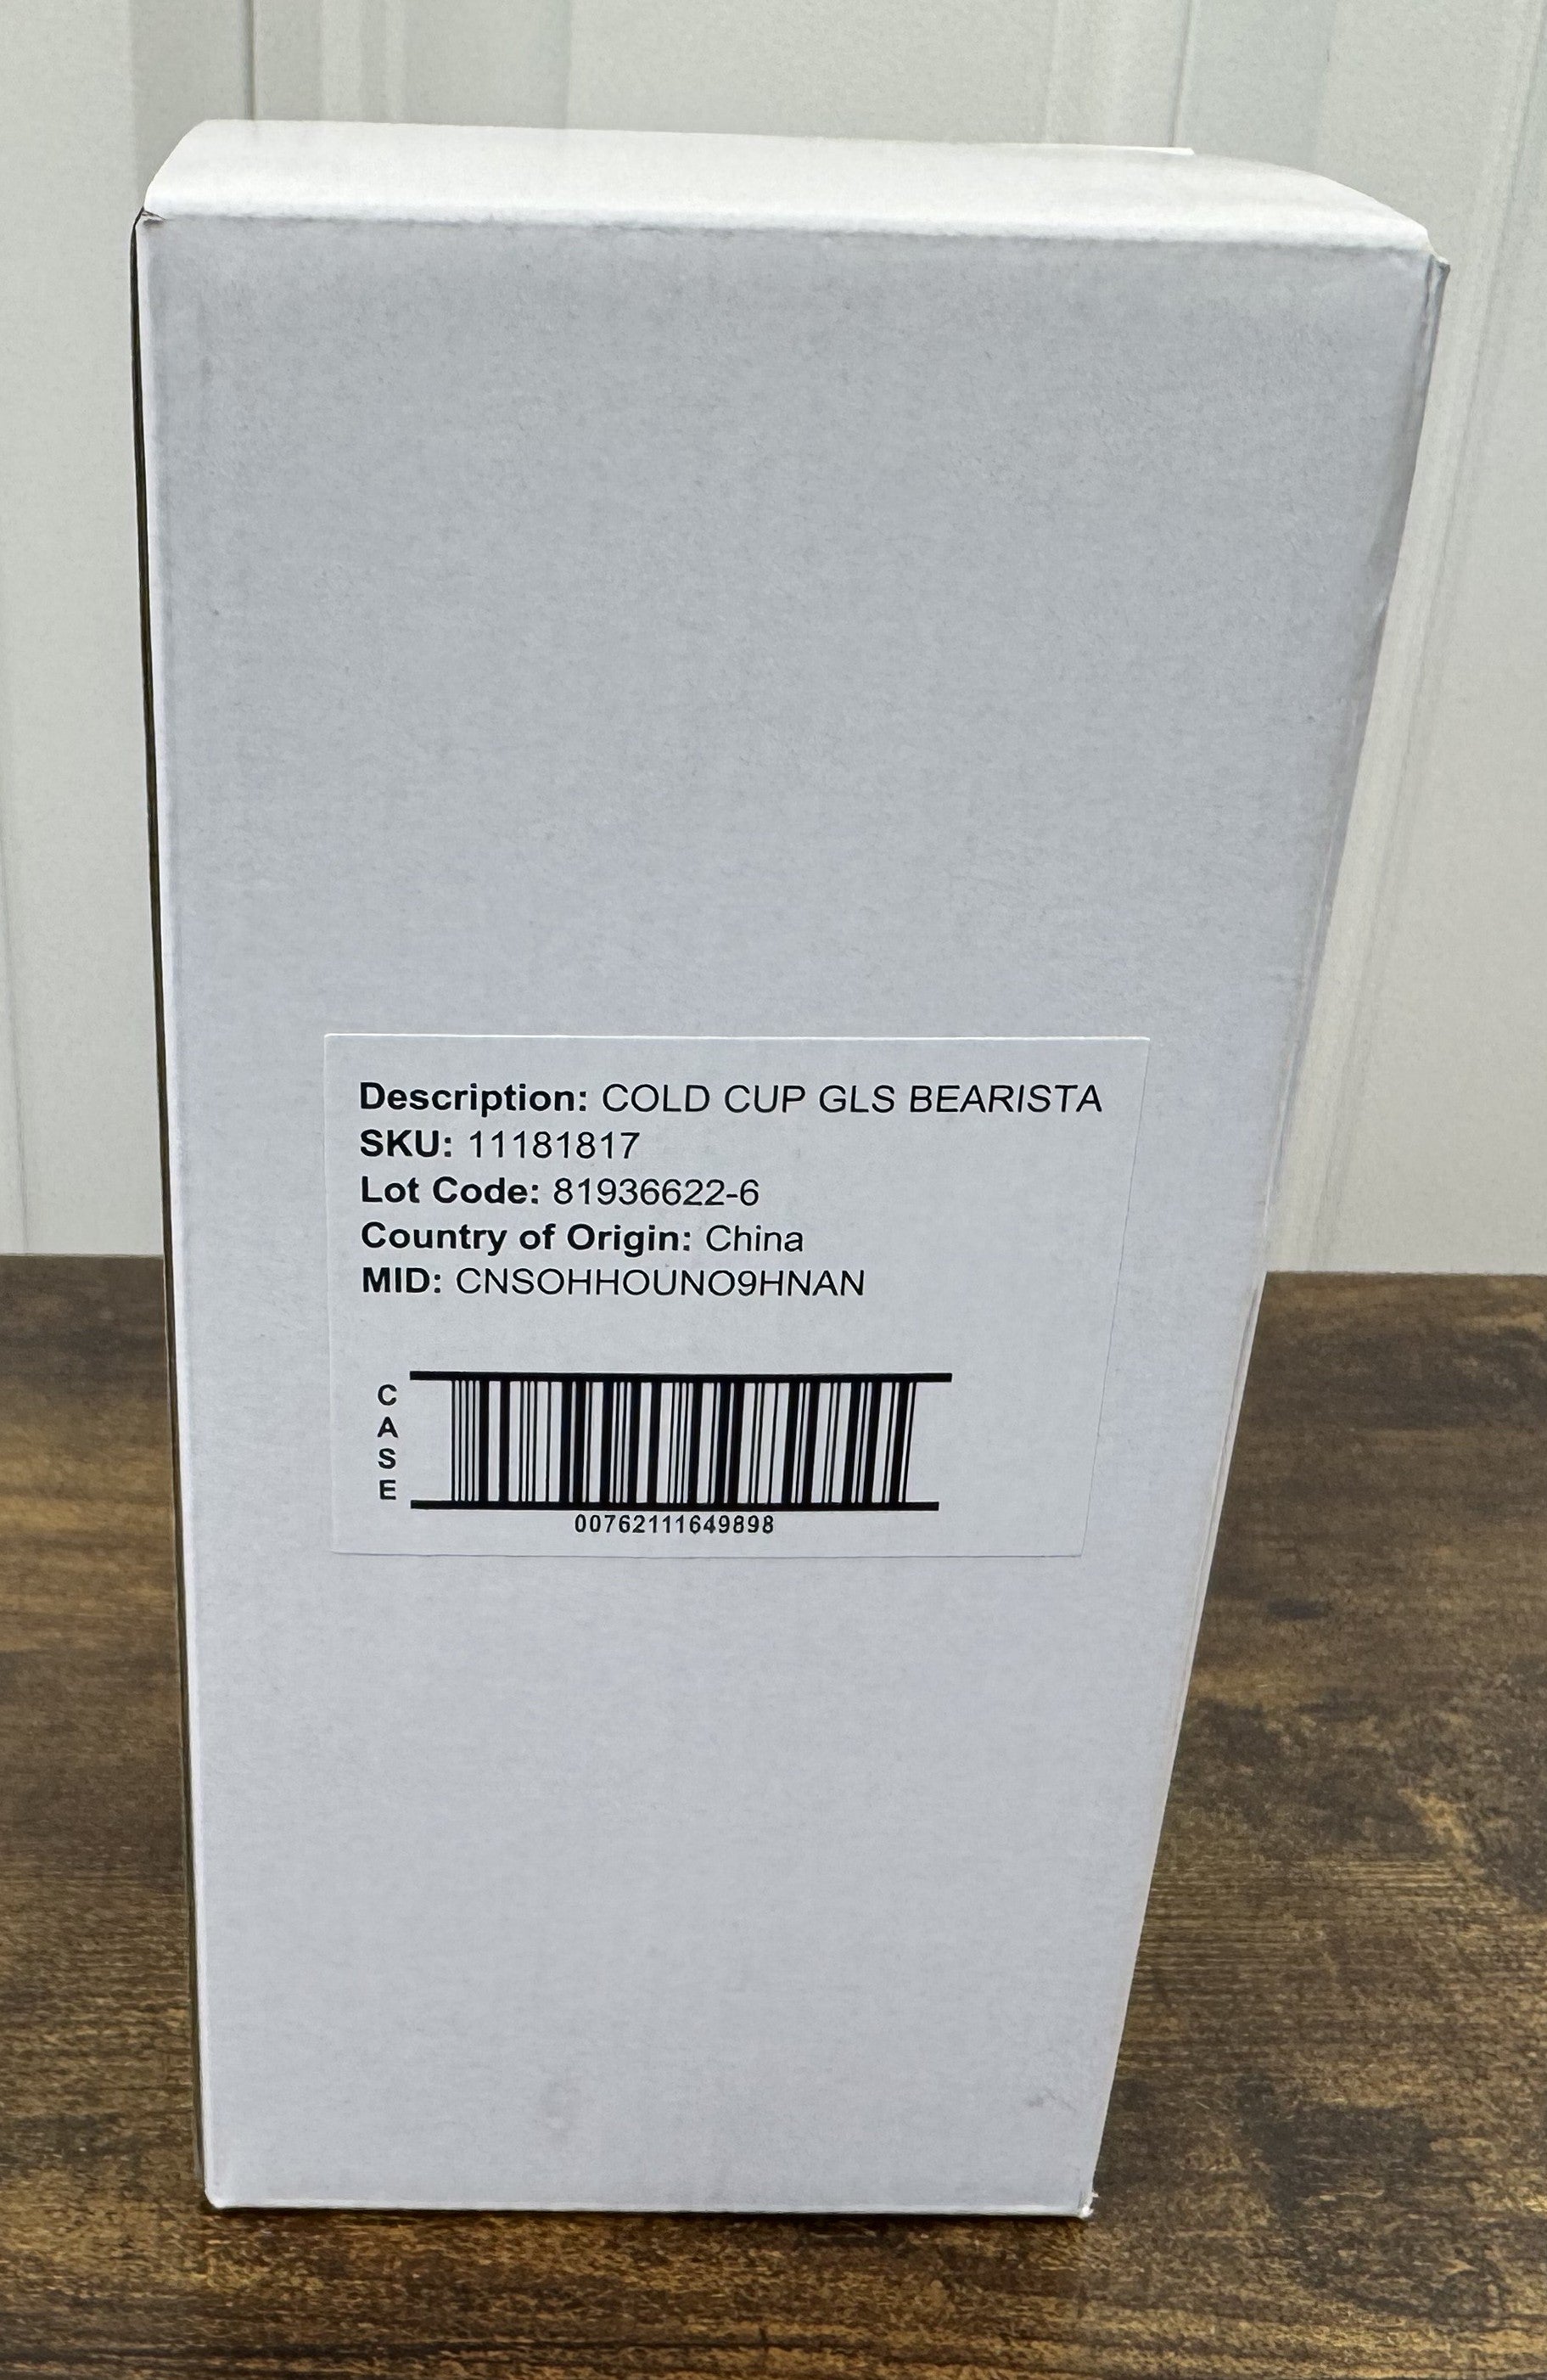 Description: COLD CUP GLS BEARISTA
SKU: 11181817
Lot Code: 81936622-6
Country of Origin: China
MID: CNSOHHOUNO9HNAN
CASE
00762111649898